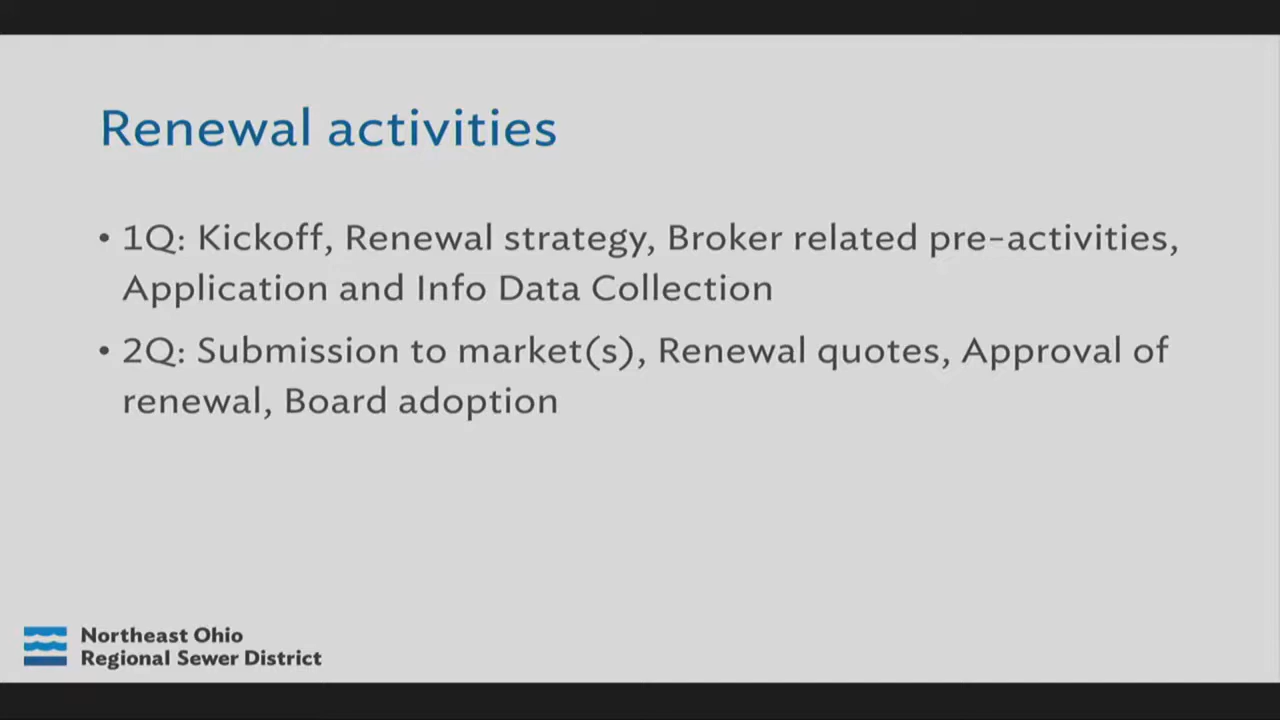 Renewal activities
• 1Q: Kickoff, Renewal strategy, Broker related pre-activities,
Application and Info Data Collection
• 2Q: Submission to market(s), Renewal quotes, Approval of
renewal, Board adoption
Northeast Ohio
Regional Sewer District